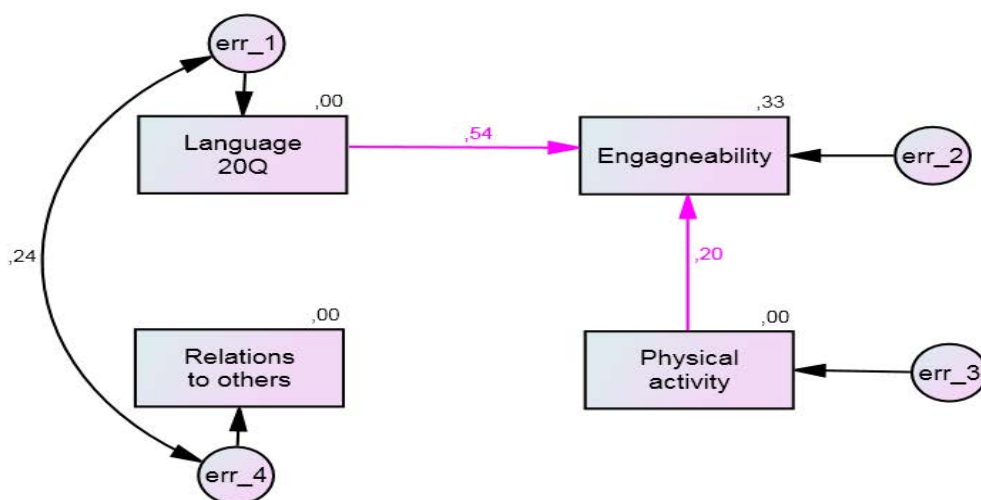 err_1
,00
Language
20Q
,54
,33
Engagneability
err_2
,24
,20
,00
Relations
to others
,00
Physical
activity
err_3
err_4